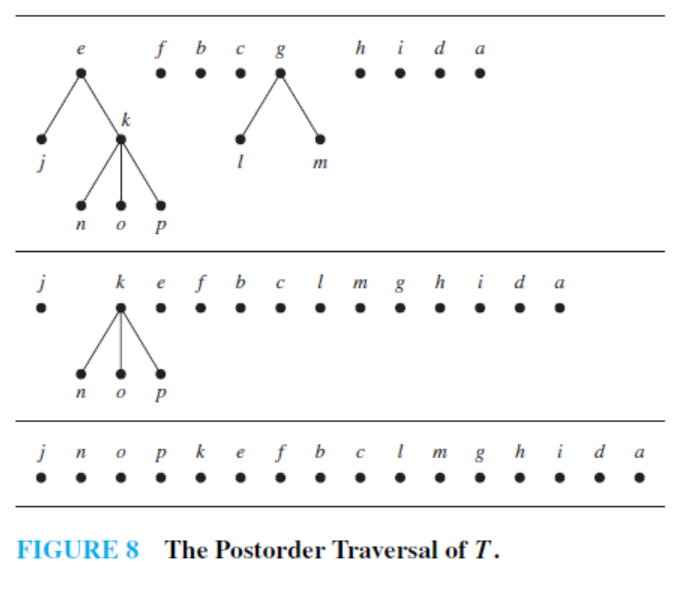 e f b c g h i d a
k
j l m
n o p
j k e f b c l m g h i d a
n o p
j n o p k e f b c l m g h i d a
FIGURE 8 The Postorder Traversal of T.